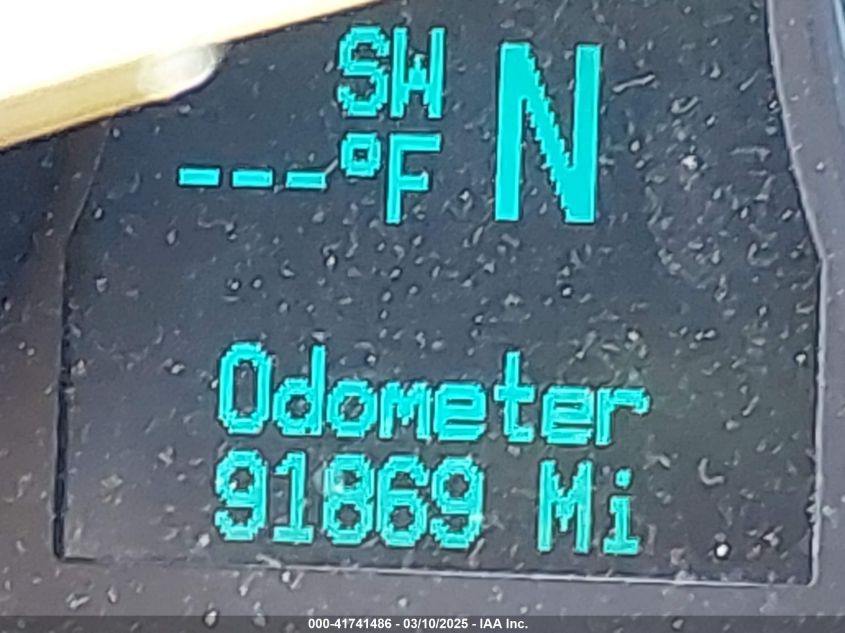 SW N
---°F
Odometer
91869 Mi
000-41741486 - 03/10/2025 - IAA Inc.